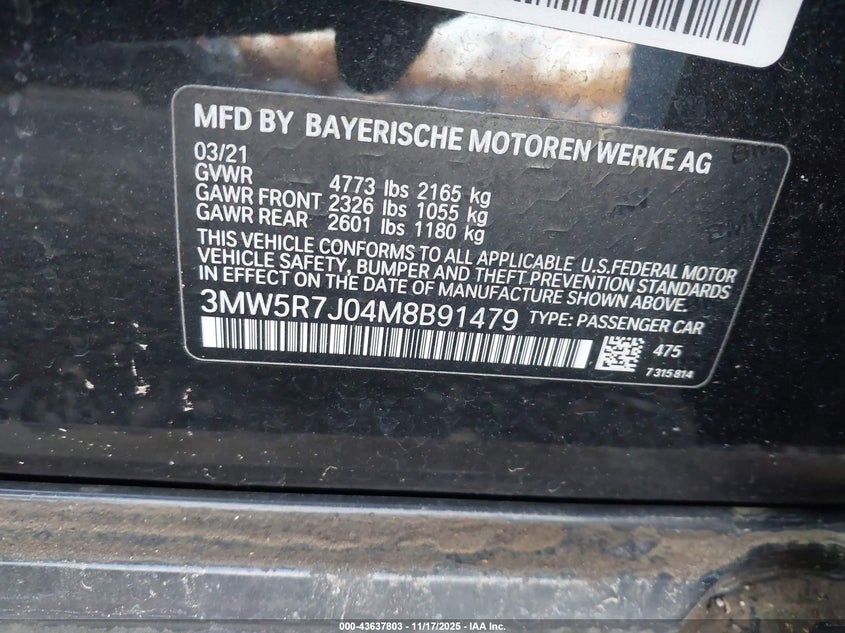 MFD BY BAYERISCHE MOTOREN WERKE AG
03/21
GVWR 4773 lbs 2165 kg
GAWR FRONT 2326 lbs 1055 kg
GAWR REAR 2601 lbs 1180 kg
THIS VEHICLE CONFORMS TO ALL APPLICABLE U.S.FEDERAL MOTOR
VEHICLE SAFETY, BUMPER AND THEFT PREVENTION STANDARDS
IN EFFECT ON THE DATE OF MANUFACTURE SHOWN ABOVE.
3MW5R7J04M8B91479 TYPE: PASSENGER CAR
475
7 315 814
000-43637803 — 11/17/2025 — IAA Inc.